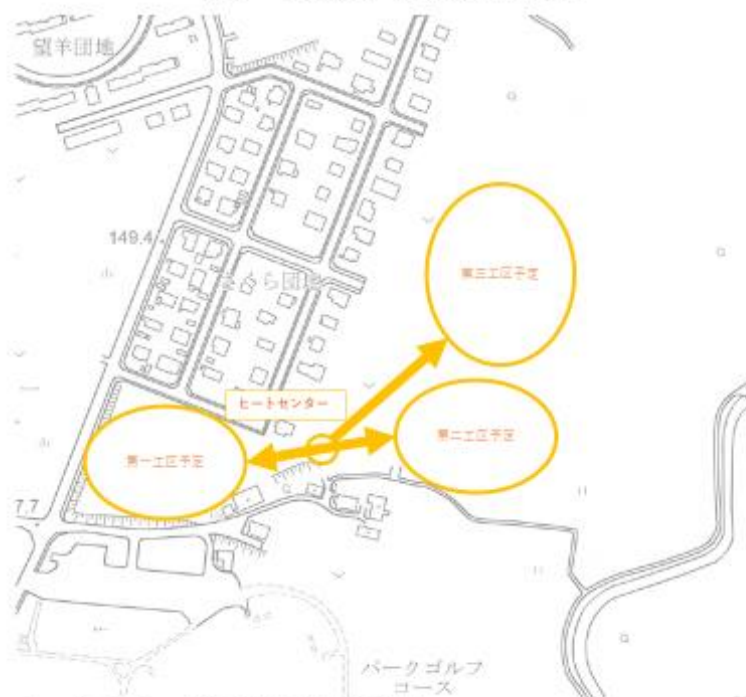 望羊団地
149.4
さくら団地
第三工区予定
ヒートセンター
第一工区予定
第二工区予定
7.7
パークゴルフ
コース